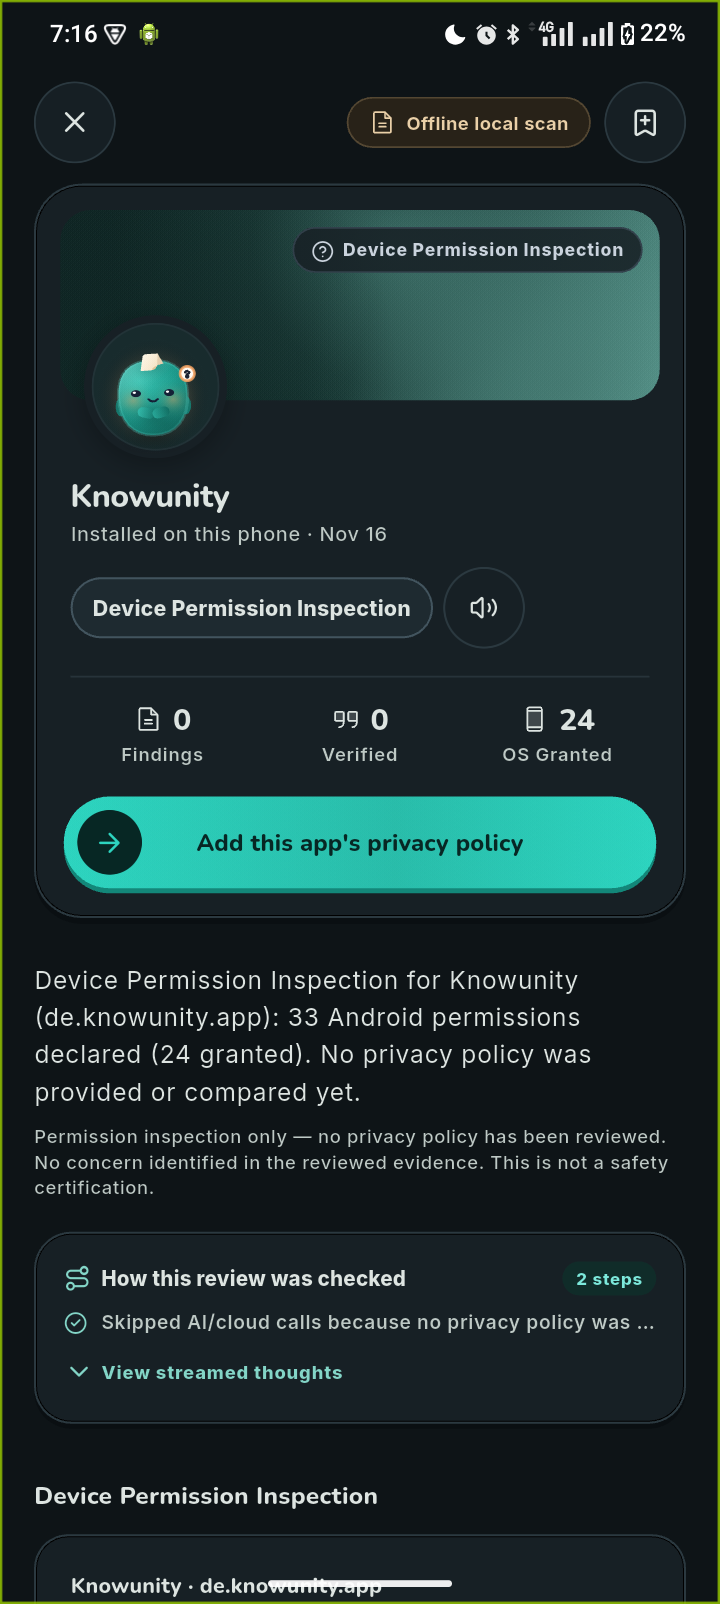 7:16
4G
22%
Offline local scan
Device Permission Inspection
Knowunity
Installed on this phone · Nov 16
Device Permission Inspection
0
0
24
Findings
Verified
OS Granted
Add this app's privacy policy
Device Permission Inspection for Knowunity
(de.knowunity.app): 33 Android permissions
declared (24 granted). No privacy policy was
provided or compared yet.
Permission inspection only — no privacy policy has been reviewed.
No concern identified in the reviewed evidence. This is not a safety
certification.
How this review was checked
2 steps
Skipped AI/cloud calls because no privacy policy was ...
View streamed thoughts
Device Permission Inspection
Knowunity · de.knowunity.app